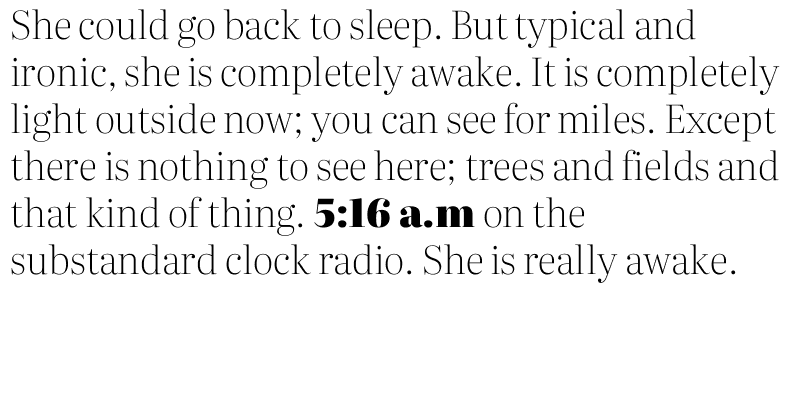 She could go back to sleep. But typical and
ironic, she is completely awake. It is completely
light outside now; you can see for miles. Except
there is nothing to see here; trees and fields and
that kind of thing. 5:16 a.m on the
substandard clock radio. She is really awake.